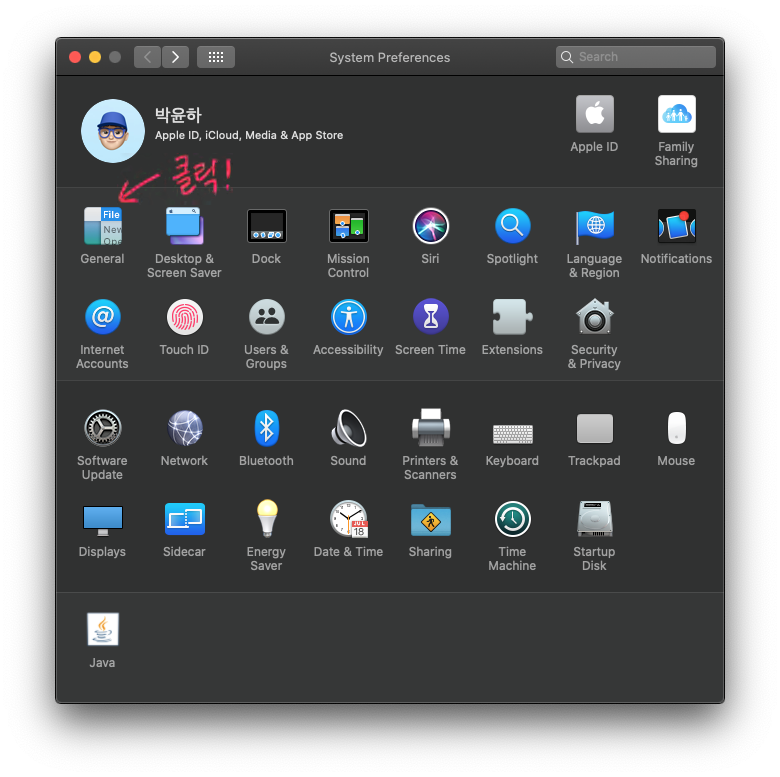 System Preferences
Search
박윤하
Apple ID, iCloud, Media & App Store
Apple ID
Family
Sharing
클릭!
File
New
Ope
General
Desktop &
Screen Saver
Dock
Mission
Control
Siri
Spotlight
Language
& Region
Notifications
@
Internet
Accounts
Touch ID
Users &
Groups
Accessibility
Screen Time
Extensions
Security
& Privacy
Software
Update
Network
Bluetooth
Sound
Printers &
Scanners
Keyboard
Trackpad
Mouse
Displays
Sidecar
Energy
Saver
JUL
18
Date & Time
Sharing
Time
Machine
Startup
Disk
Java